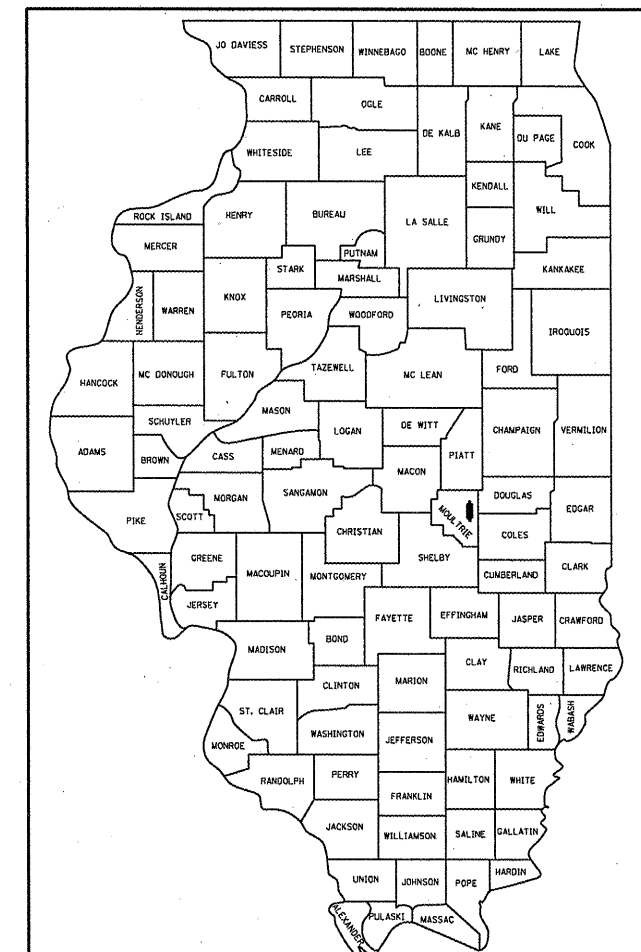 JO DAVIESS STEPHENSON WINNEBAGO BOONE MC HENRY LAKE
CARROLL OGLE DE KALB KANE DU PAGE COOK
WHITESIDE LEE KENDALL WILL
ROCK ISLAND HENRY BUREAU LA SALLE GRUNDY
MERCER PUTNAM KANKAKEE
STARK MARSHALL
HENDERSON WARREN KNOX PEORIA WOODFORD LIVINGSTON IROQUOIS
HANCOCK MC DONOUGH FULTON TAZEWELL MC LEAN FORD
MASON
SCHUYLER LOGAN DE WITT CHAMPAIGN VERMILION
ADAMS BROWN CASS MENARD PIATT
MACON
MORGAN SANGAMON DOUGLAS
PIKE SCOTT CHRISTIAN MOULTRIE COLES EDGAR
GREENE SHELBY
CALHOUN MACOUPIN MONTGOMERY CUMBERLAND CLARK
JERSEY FAYETTE EFFINGHAM JASPER CRAWFORD
MADISON BOND
CLAY RICHLAND LAWRENCE
CLINTON MARION
ST. CLAIR WAYNE EDWARDS WABASH
MONROE WASHINGTON JEFFERSON
RANDOLPH PERRY HAMILTON WHITE
FRANKLIN
JACKSON WILLIAMSON SALINE GALLATIN
UNION JOHNSON POPE HARDIN
ALEXANDER PULASKI MASSAC